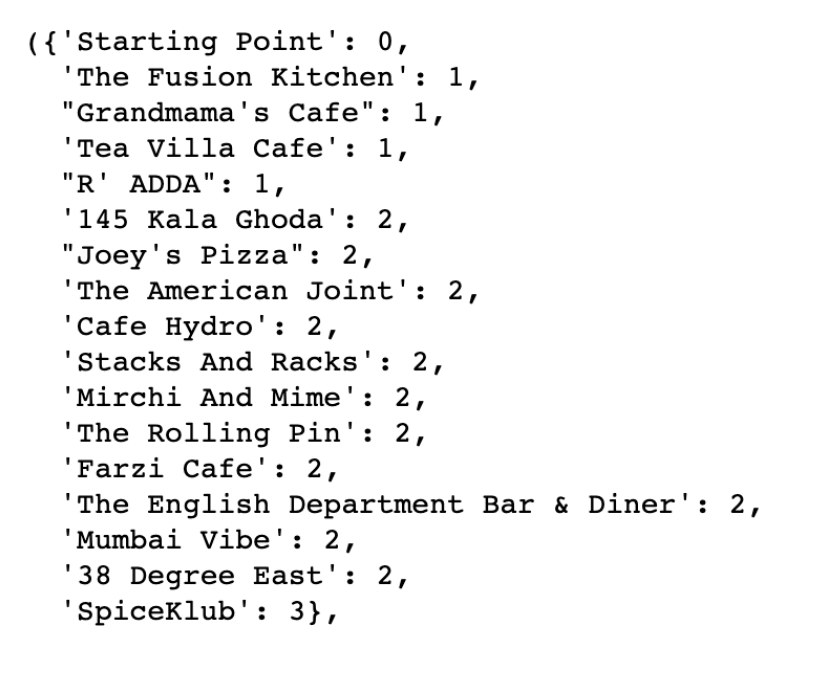 ({'Starting Point': 0,
'The Fusion Kitchen': 1,
"Grandmama's Cafe": 1,
'Tea Villa Cafe': 1,
"R' ADDA": 1,
'145 Kala Ghoda': 2,
"Joey's Pizza": 2,
'The American Joint': 2,
'Cafe Hydro': 2,
'Stacks And Racks': 2,
'Mirchi And Mime': 2,
'The Rolling Pin': 2,
'Farzi Cafe': 2,
'The English Department Bar & Diner': 2,
'Mumbai Vibe': 2,
'38 Degree East': 2,
'SpiceKlub': 3},